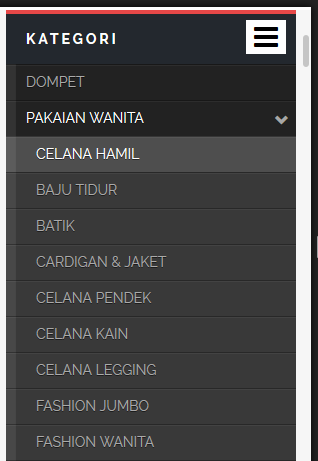 KATEGORI
DOMPET
PAKAIAN WANITA
CELANA HAMIL
BAJU TIDUR
BATIK
CARDIGAN & JAKET
CELANA PENDEK
CELANA KAIN
CELANA LEGGING
FASHION JUMBO
FASHION WANITA